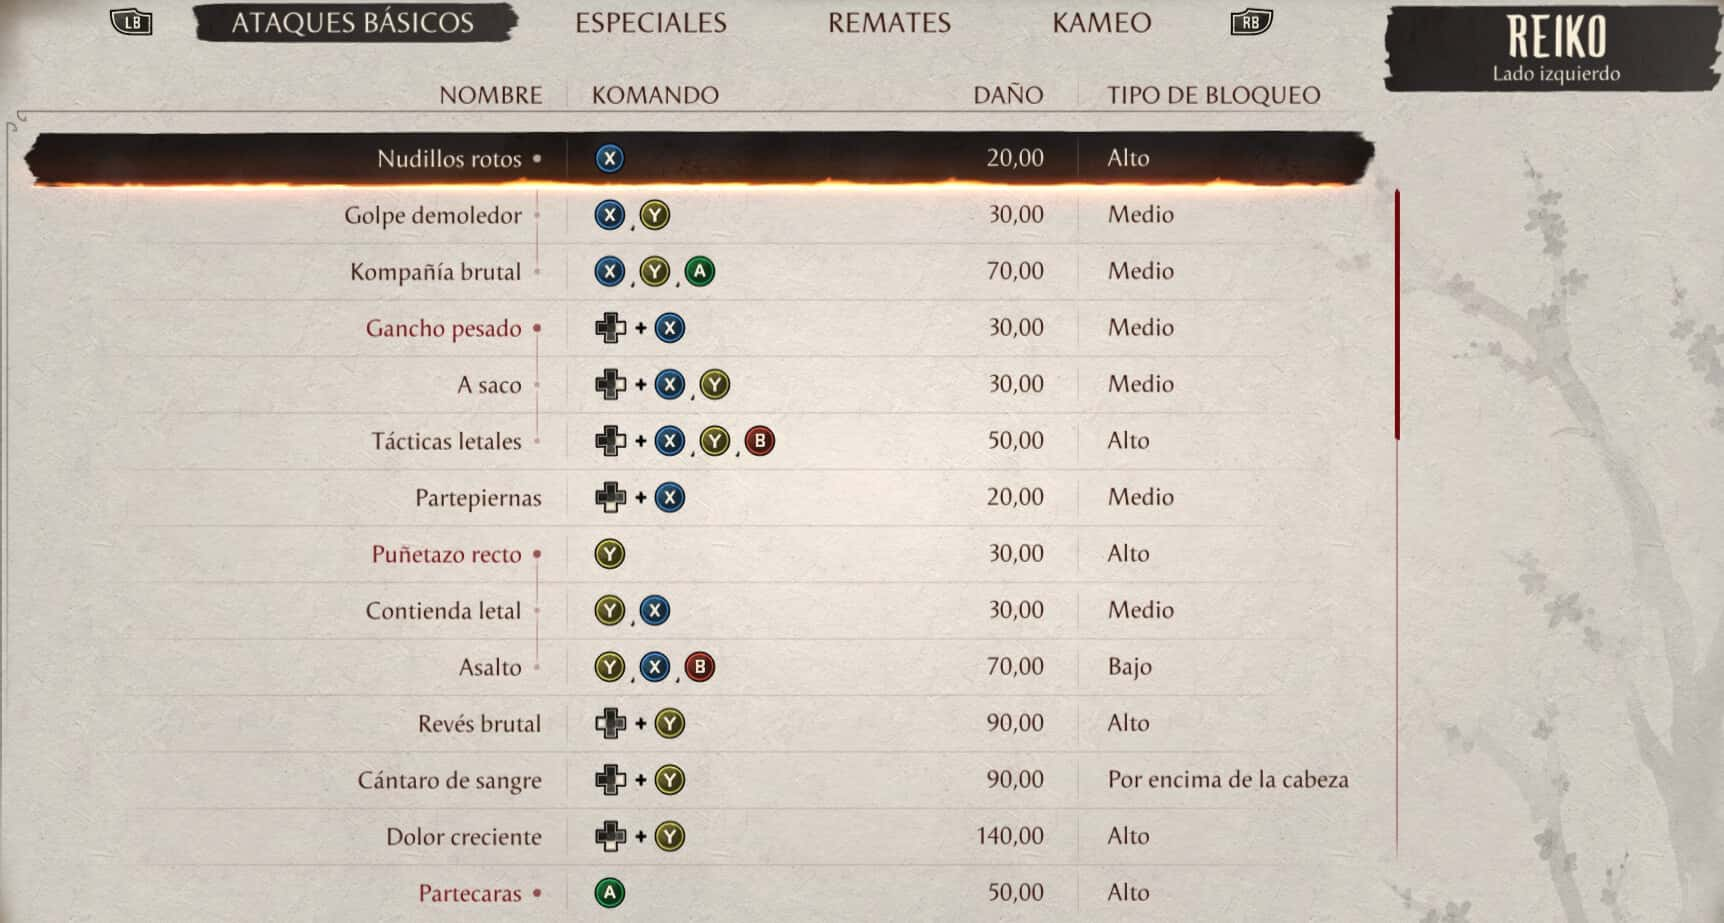 LB ATAQUES BÁSICOS ESPECIALES REMATES KAMEO RB
REIKO
Lado izquierdo
NOMBRE KOMANDO DAÑO TIPO DE BLOQUEO
Nudillos rotos X 20,00 Alto
Golpe demoledor X , Y 30,00 Medio
Kompañía brutal X , Y , A 70,00 Medio
Gancho pesado + X 30,00 Medio
A saco + X , Y 30,00 Medio
Tácticas letales + X , Y , B 50,00 Alto
Partepiernas + X 20,00 Medio
Puñetazo recto Y 30,00 Alto
Contienda letal Y , X 30,00 Medio
Asalto Y , X , B 70,00 Bajo
Revés brutal + Y 90,00 Alto
Cántaro de sangre + Y 90,00 Por encima de la cabeza
Dolor creciente + Y 140,00 Alto
Partecaras A 50,00 Alto